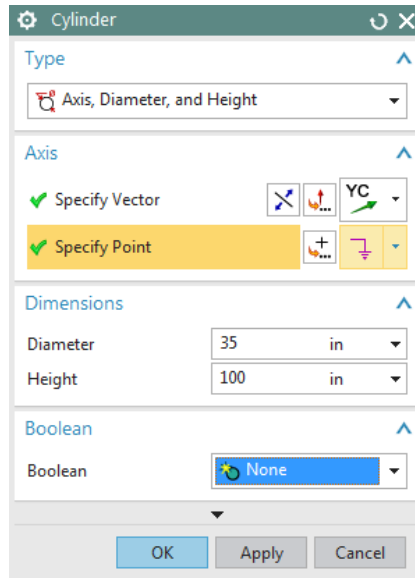 Cylinder
Type
Axis, Diameter, and Height
Axis
Specify Vector
YC
Specify Point
Dimensions
Diameter 35 in
Height 100 in
Boolean
Boolean None
OK Apply Cancel